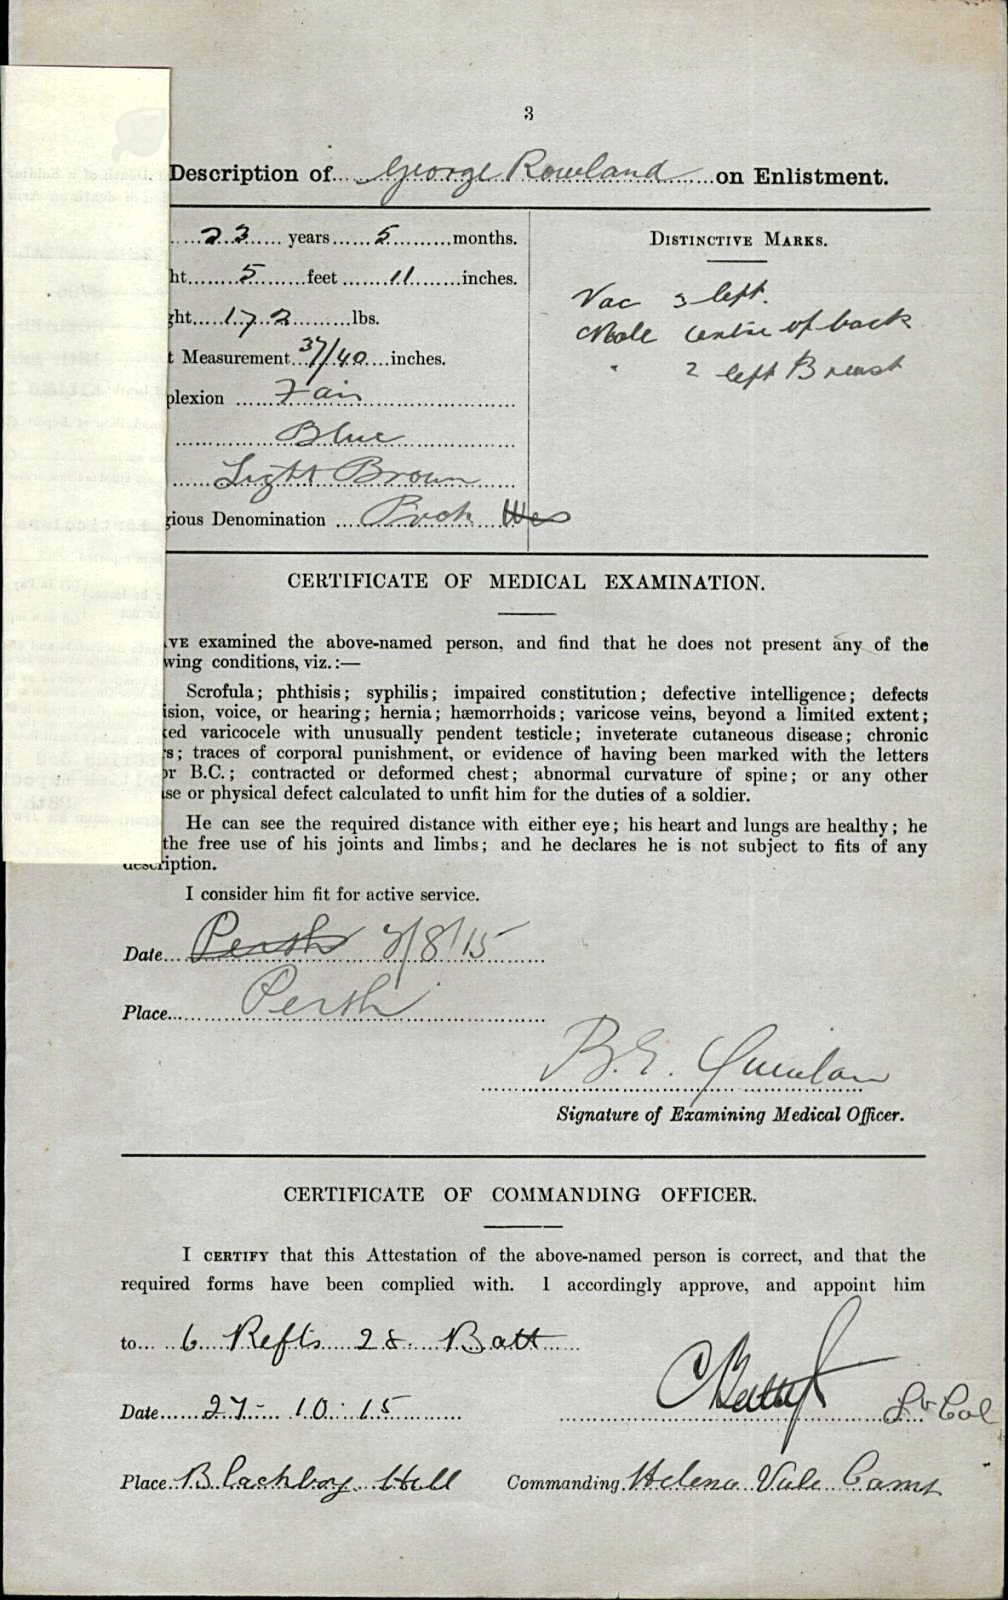 3
Description of George Rowland on Enlistment.
23 years 5 months.
ht 5 feet 11 inches.
ght 172 lbs.
t Measurement 37/40 inches.
plexion Fair
Blue
Light Brown
gious Denomination Wes
DISTINCTIVE MARKS.
Vac 3 left.
Mole centre of back
" 2 left Breast
CERTIFICATE OF MEDICAL EXAMINATION.
VE examined the above-named person, and find that he does not present any of the
wing conditions, viz.:—
Scrofula; phthisis; syphilis; impaired constitution; defective intelligence; defects
ision, voice, or hearing; hernia; hæmorrhoids; varicose veins, beyond a limited extent;
ked varicocele with unusually pendent testicle; inveterate cutaneous disease; chronic
s; traces of corporal punishment, or evidence of having been marked with the letters
or B.C.; contracted or deformed chest; abnormal curvature of spine; or any other
se or physical defect calculated to unfit him for the duties of a soldier.
He can see the required distance with either eye; his heart and lungs are healthy; he
the free use of his joints and limbs; and he declares he is not subject to fits of any
description.
I consider him fit for active service.
Date Perth /8/15
Place Perth
B. E. Quinlan
Signature of Examining Medical Officer.
CERTIFICATE OF COMMANDING OFFICER.
I CERTIFY that this Attestation of the above-named person is correct, and that the
required forms have been complied with. I accordingly approve, and appoint him
to 6 Refts 28 Batt
Date 27-10-15 Lt Col
Place Blackboy Hill Commanding Helena Vale Camp